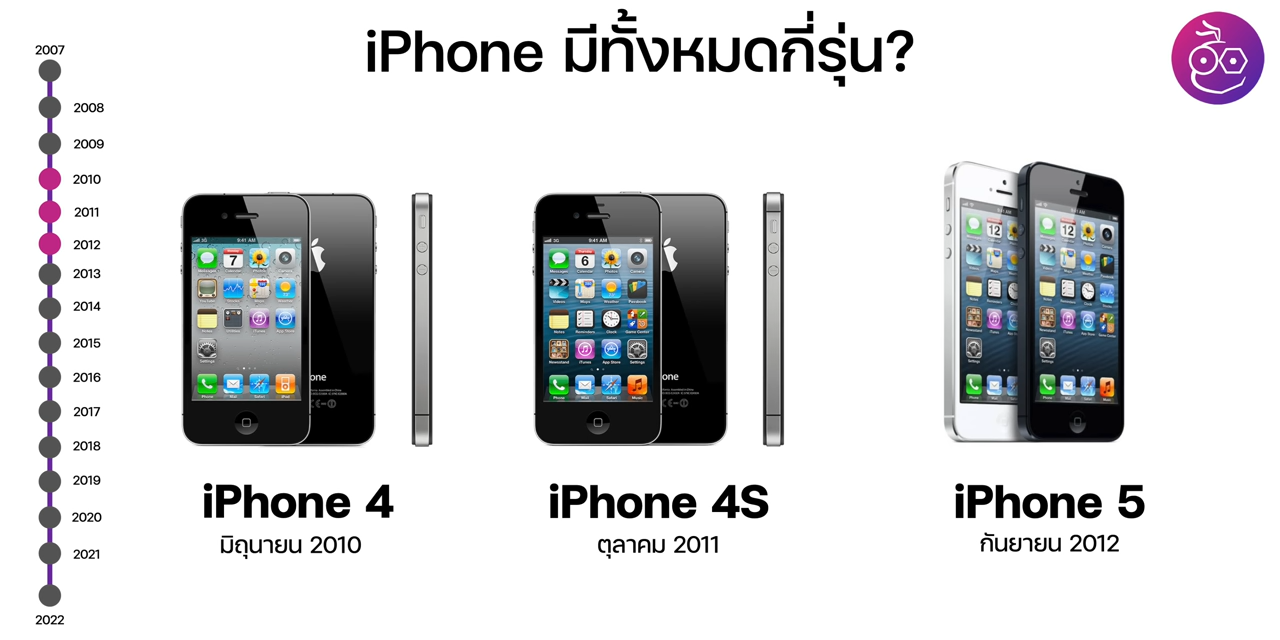 iPhone มีทั้งหมดกี่รุ่น?
2007
2008
2009
2010
2011
2012
2013
2014
2015
2016
2017
2018
2019
2020
2021
2022
iPhone 4
มิถุนายน 2010
iPhone 4S
ตุลาคม 2011
iPhone 5
กันยายน 2012